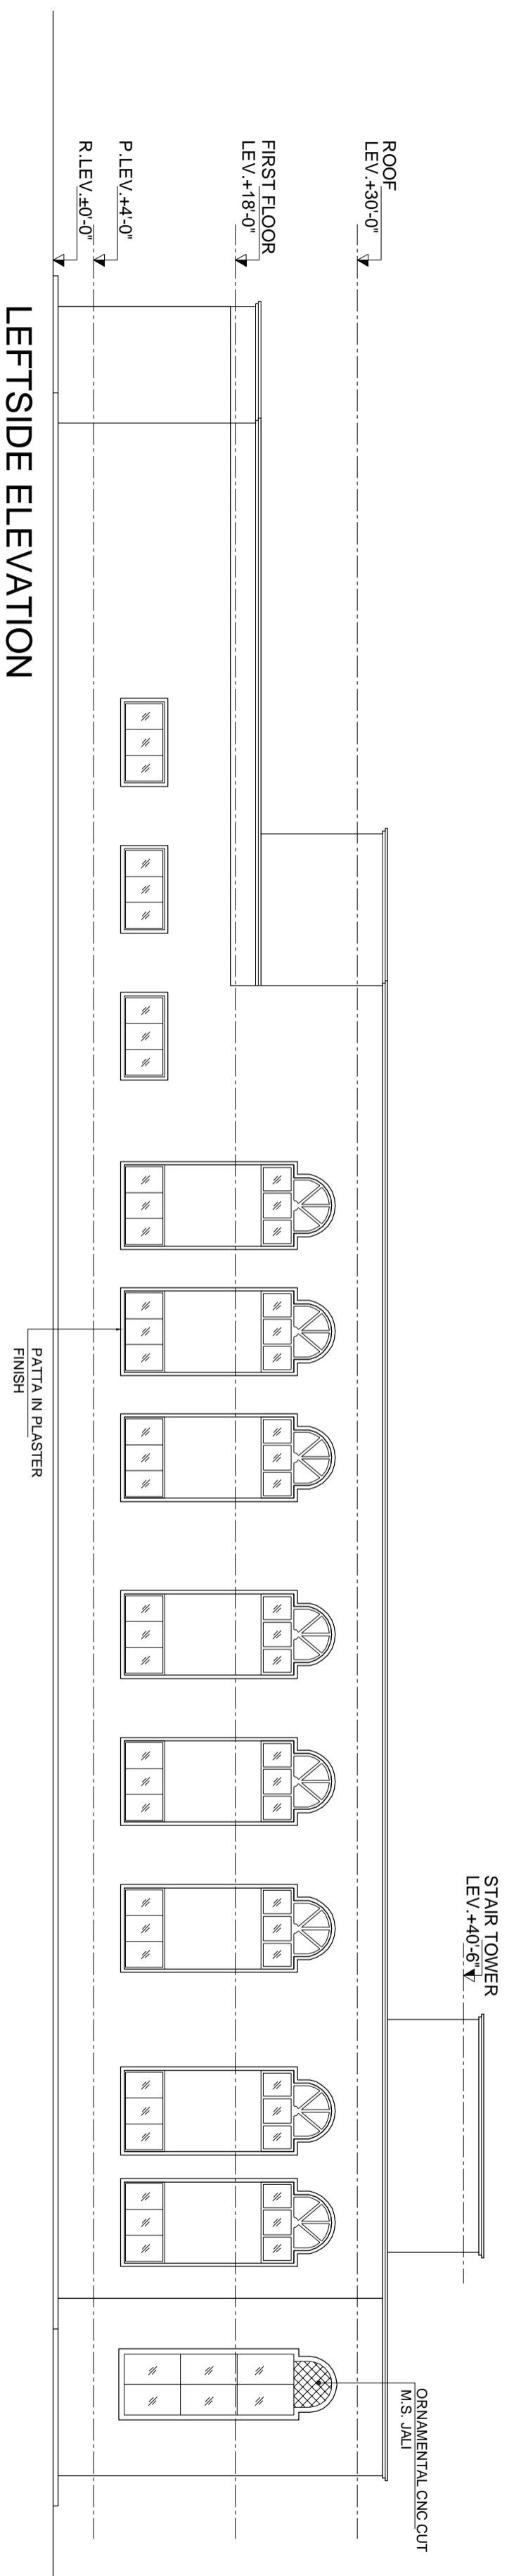 STAIR TOWER
LEV.+40'-6"
ORNAMENTAL CNC CUT
M.S. JALI
ROOF
LEV.+30'-0"
FIRST FLOOR
LEV.+18'-0"
P.LEV.+4'-0"
R.LEV.±0'-0"
PATTA IN PLASTER
FINISH
LEFTSIDE ELEVATION